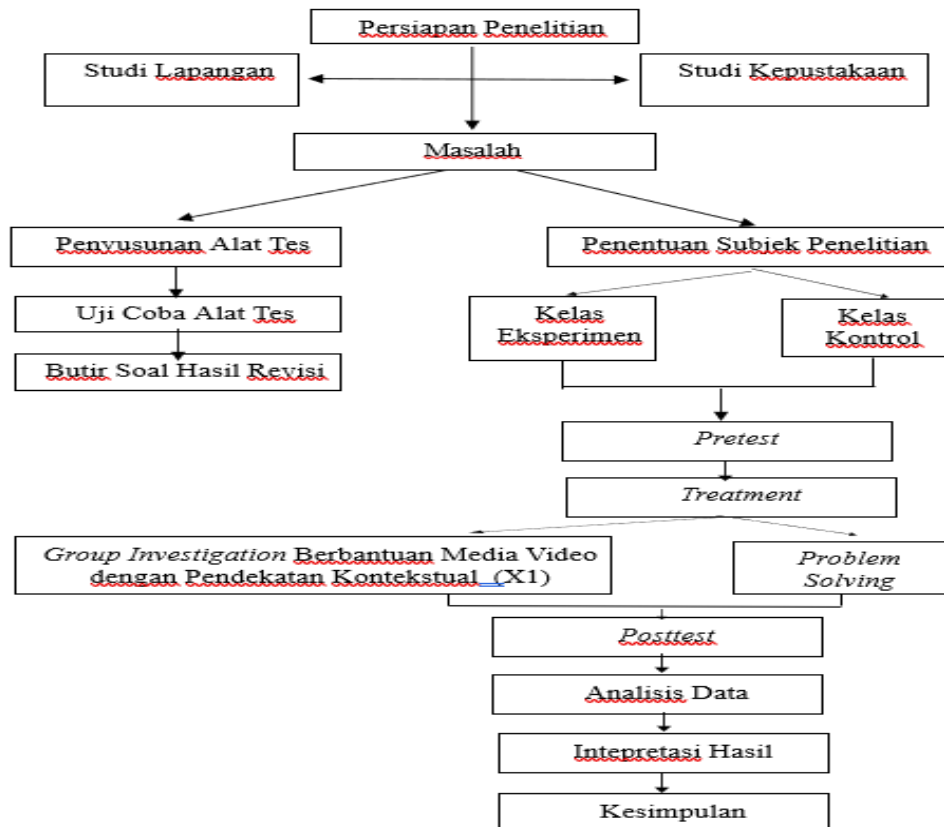 Persiapan Penelitian
Studi Lapangan
Studi Kepustakaan
Masalah
Penyusunan Alat Tes
Penentuan Subjek Penelitian
Uji Coba Alat Tes
Kelas
Eksperimen
Kelas
Kontrol
Butir Soal Hasil Revisi
Pretest
Treatment
Group Investigation Berbantuan Media Video
dengan Pendekatan Kontekstual (X1)
Problem
Solving
Posttest
Analisis Data
Intepretasi Hasil
Kesimpulan